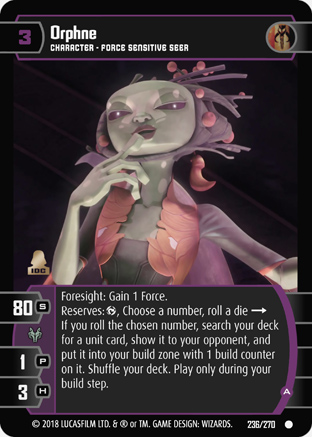 3
Orphne
CHARACTER - FORCE SENSITIVE SEER
IDC
80 S
1 P
3 H
Foresight: Gain 1 Force.
Reserves: , Choose a number, roll a die →
If you roll the chosen number, search your deck
for a unit card, show it to your opponent, and
put it into your build zone with 1 build counter
on it. Shuffle your deck. Play only during your
build step.
A
© 2018 LUCASFILM LTD. & ® or TM. GAME DESIGN: WIZARDS. 236/270